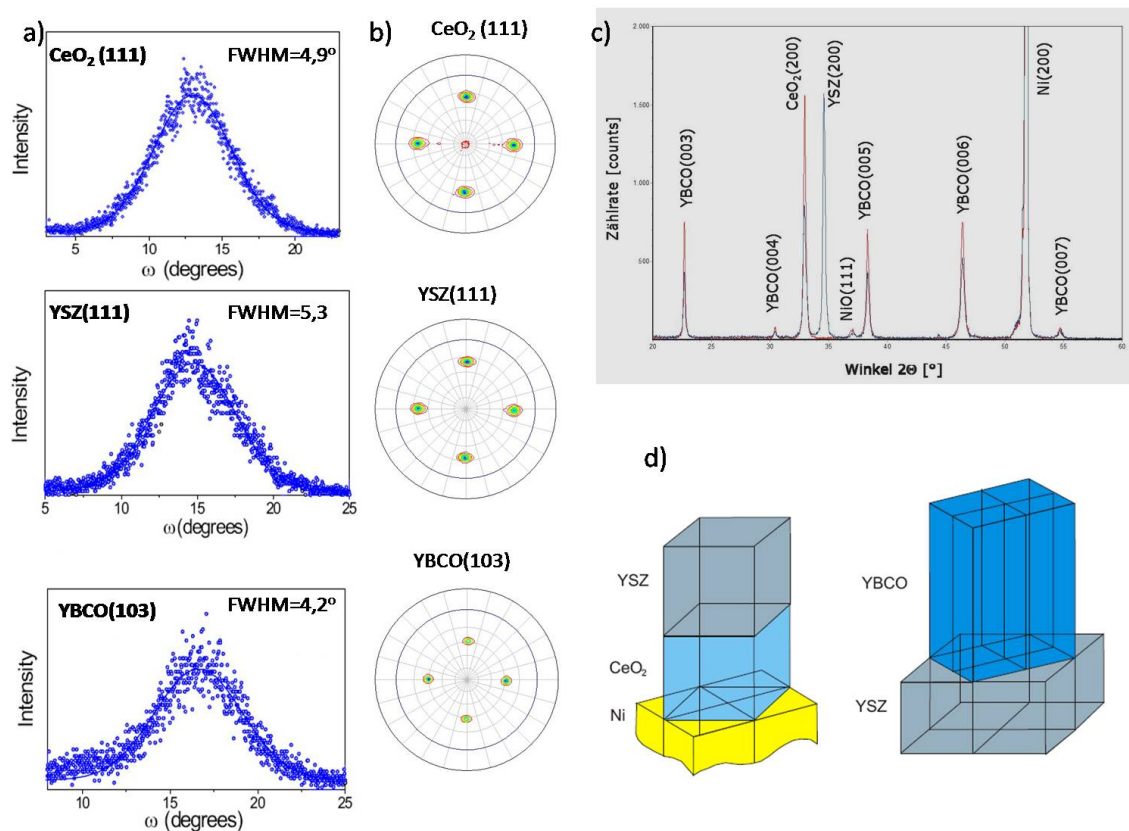 a)
CeO₂ (111)
FWHM=4,9°
Intensity
5 10 15 20
ω (degrees)
YSZ(111)
FWHM=5,3
Intensity
5 10 15 20 25
ω(degrees)
YBCO(103)
FWHM=4,2°
Intensity
10 15 20 25
ω (degrees)
b)
CeO₂ (111)
YSZ(111)
YBCO(103)
c)
Zählrate [counts]
2.000
1.500
1.000
500
YBCO(003)
YBCO(004)
CeO₂(200)
YSZ(200)
NiO(111)
YBCO(005)
YBCO(006)
Ni(200)
YBCO(007)
20 25 30 35 40 45 50 55 60
Winkel 2Θ [°]
d)
YSZ
CeO₂
Ni
YBCO
YSZ